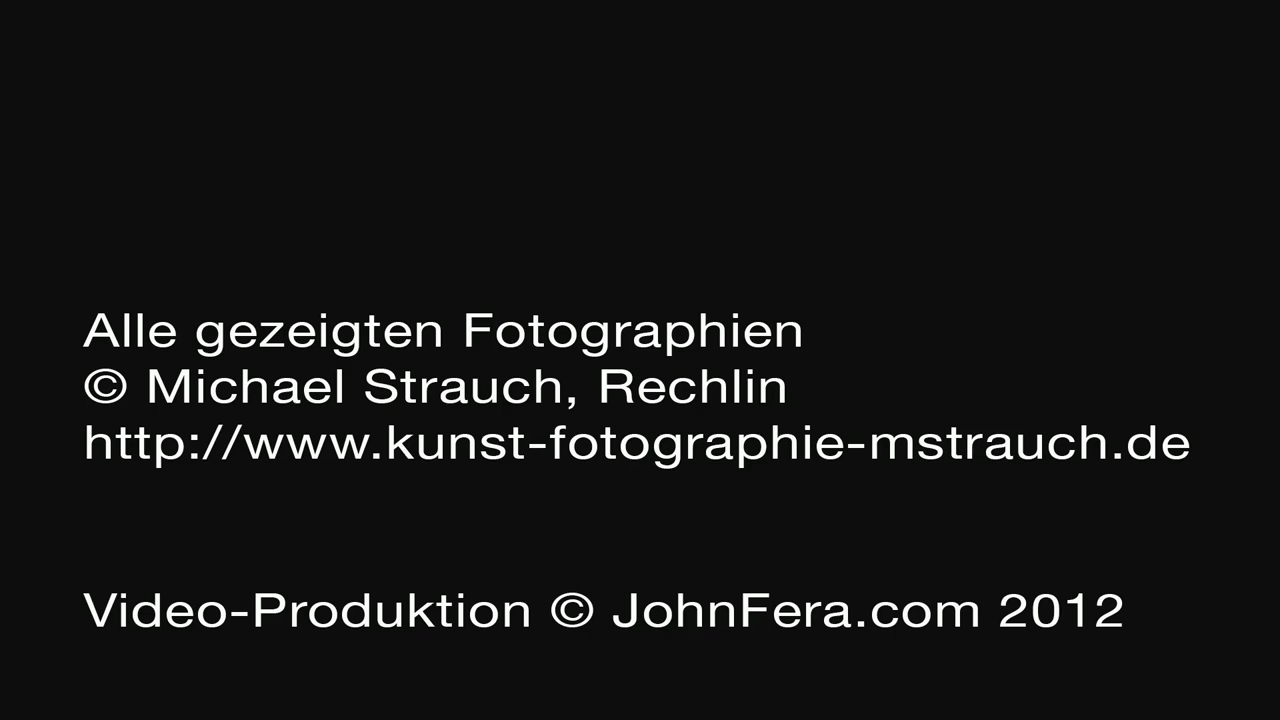 Alle gezeigten Fotographien
© Michael Strauch, Rechlin
http://www.kunst-fotographie-mstrauch.de
Video-Produktion © JohnFera.com 2012